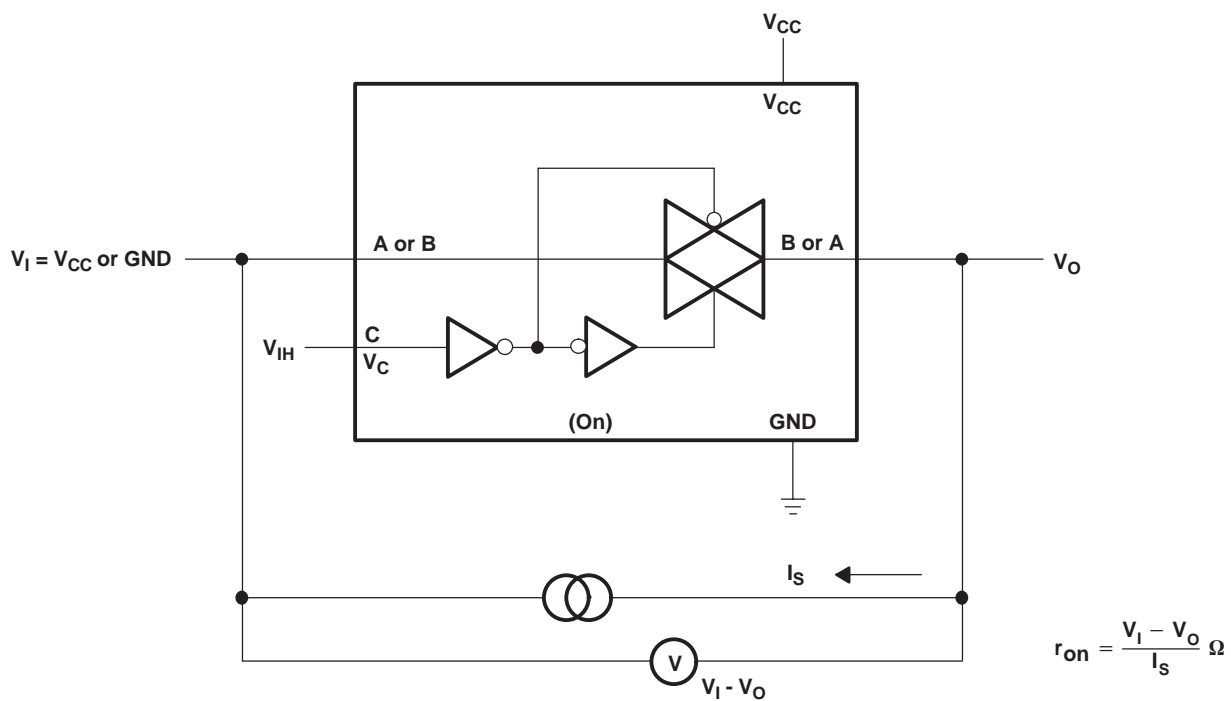 VCC
VCC
A or B
B or A
VI = VCC or GND
VO
C
VIH
VC
(On)
GND
IS
V
VI - VO
ron = VI − VO / IS Ω